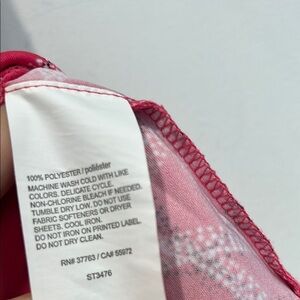 100% POLYESTER / poliéster
MACHINE WASH COLD WITH LIKE
COLORS. DELICATE CYCLE.
NON-CHLORINE BLEACH IF NEEDED.
TUMBLE DRY LOW. DO NOT USE
FABRIC SOFTENERS OR DRYER
SHEETS. COOL IRON.
DO NOT IRON ON PRINTED LABEL.
DO NOT DRY CLEAN.
RN# 37763 / CA# 55972
ST3476